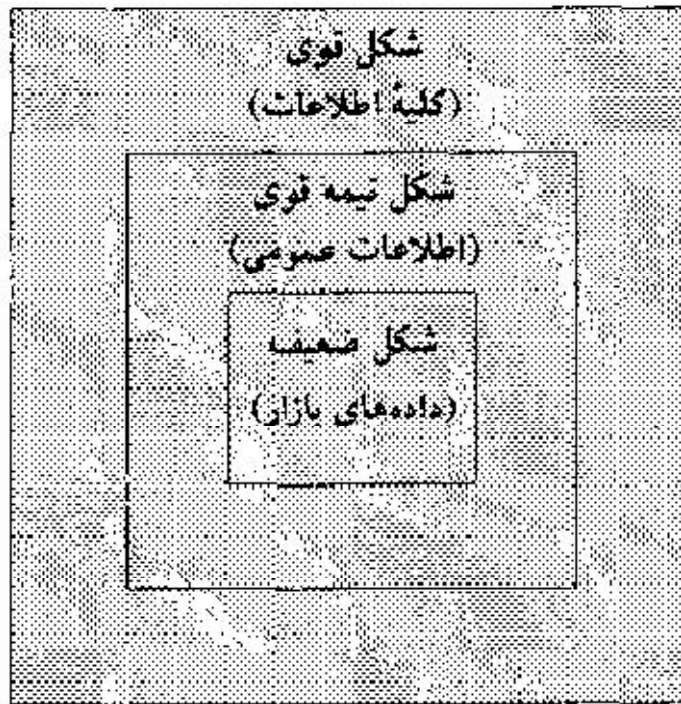 شکل قوی
(کلیهٔ اطلاعات)
شکل نیمه قوی
(اطلاعات عمومی)
شکل ضعیف
(داده‌های بازار)